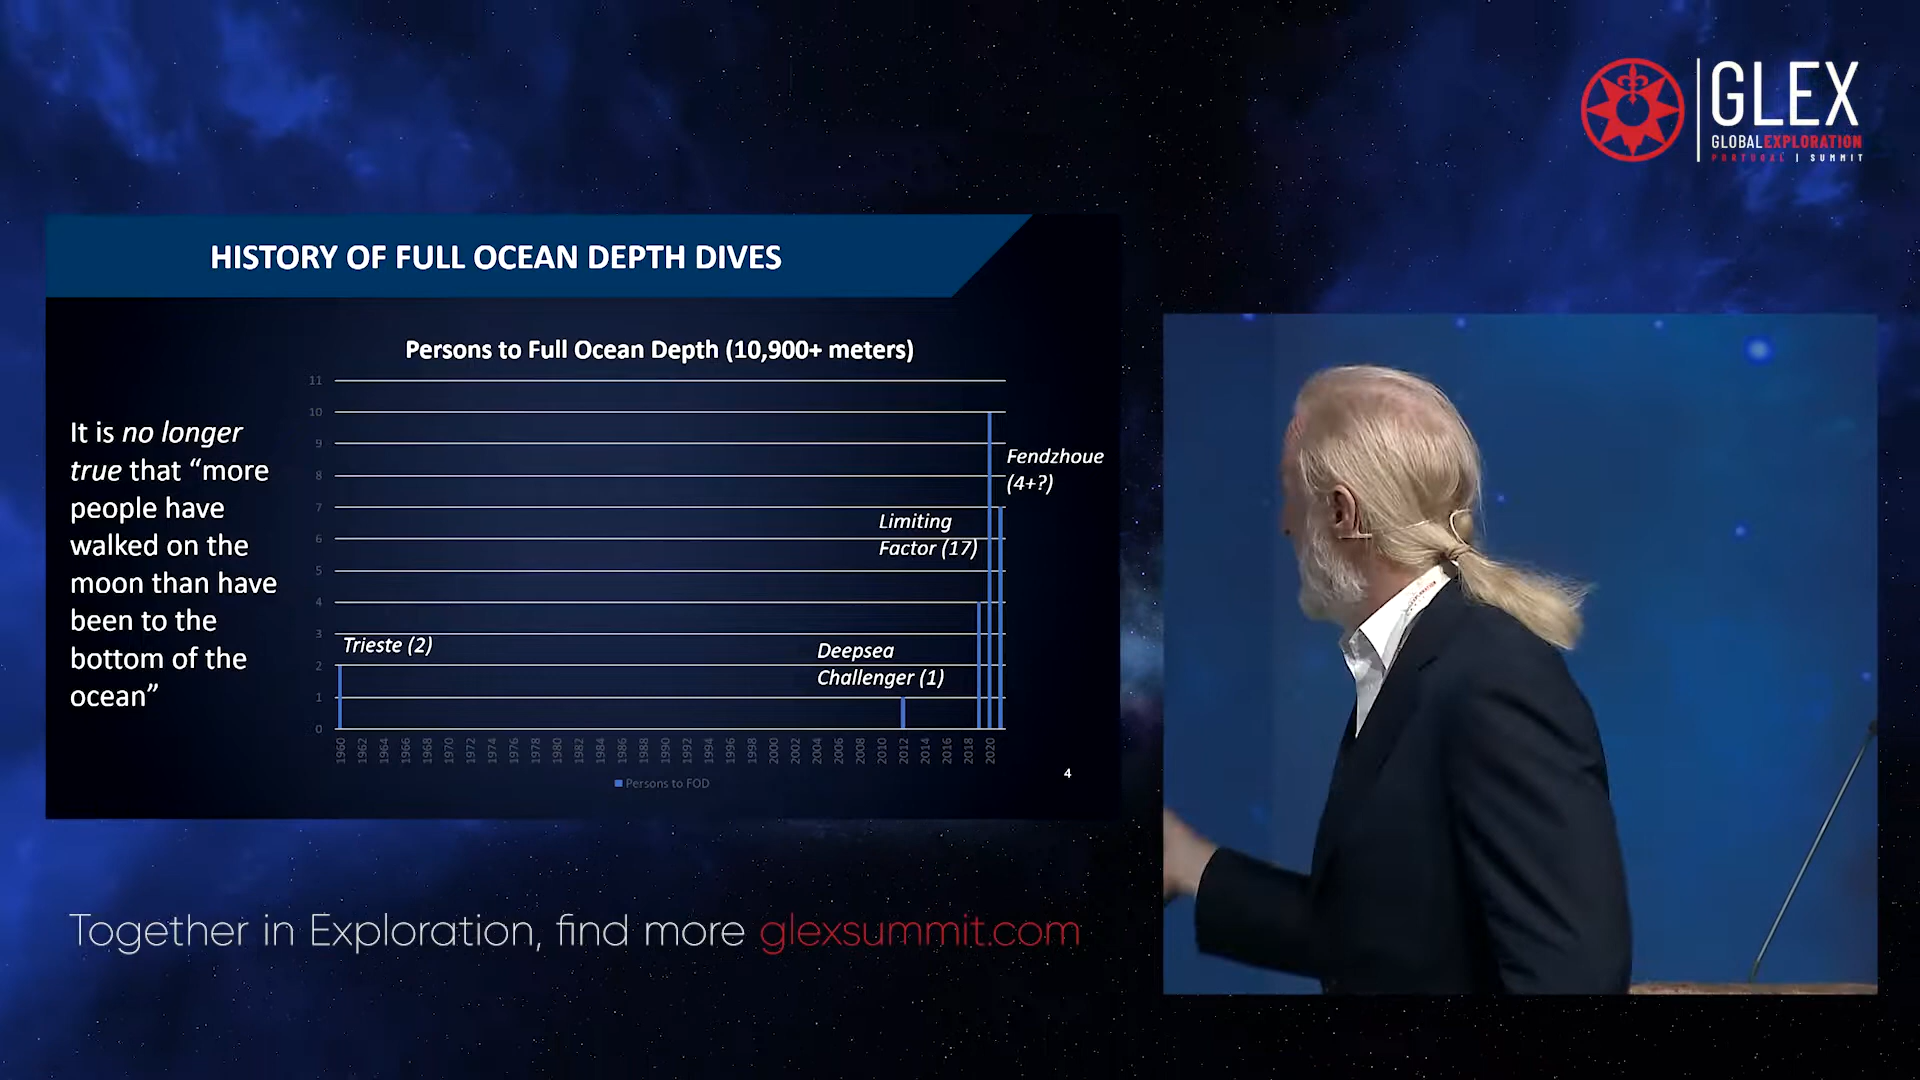 GLEX
GLOBAL EXPLORATION
PORTUGAL | SUMMIT
HISTORY OF FULL OCEAN DEPTH DIVES
It is no longer
true that “more
people have
walked on the
moon than have
been to the
bottom of the
ocean”
Persons to Full Ocean Depth (10,900+ meters)
11
10
9
8
7
6
5
4
3
2
1
0
Fendzhoue
(4+?)
Limiting
Factor (17)
Trieste (2)
Deepsea
Challenger (1)
1960 1962 1964 1966 1968 1970 1972 1974 1976 1978 1980 1982 1984 1986 1988 1990 1992 1994 1996 1998 2000 2002 2004 2006 2008 2010 2012 2014 2016 2018 2020
Persons to FOD
4
Together in Exploration, find more glexsummit.com